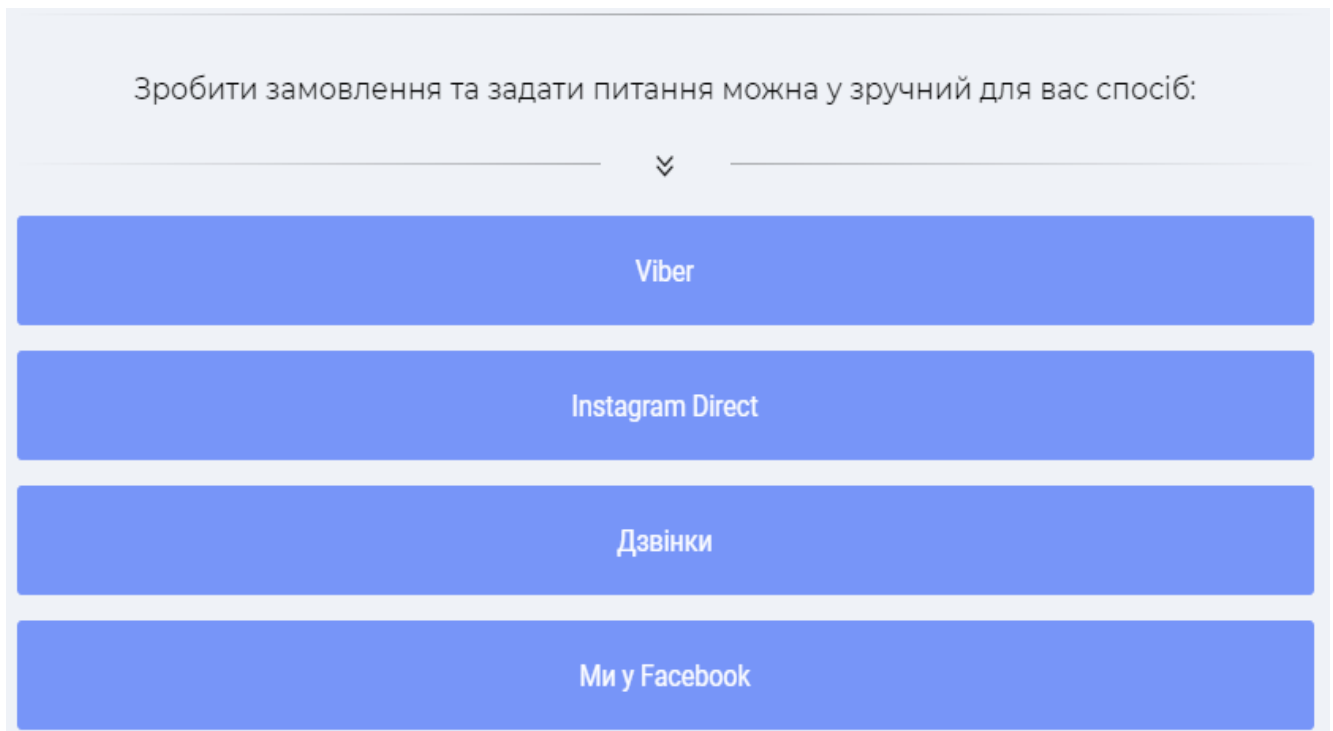 Зробити замовлення та задати питання можна у зручний для вас спосіб:
Viber
Instagram Direct
Дзвінки
Ми у Facebook